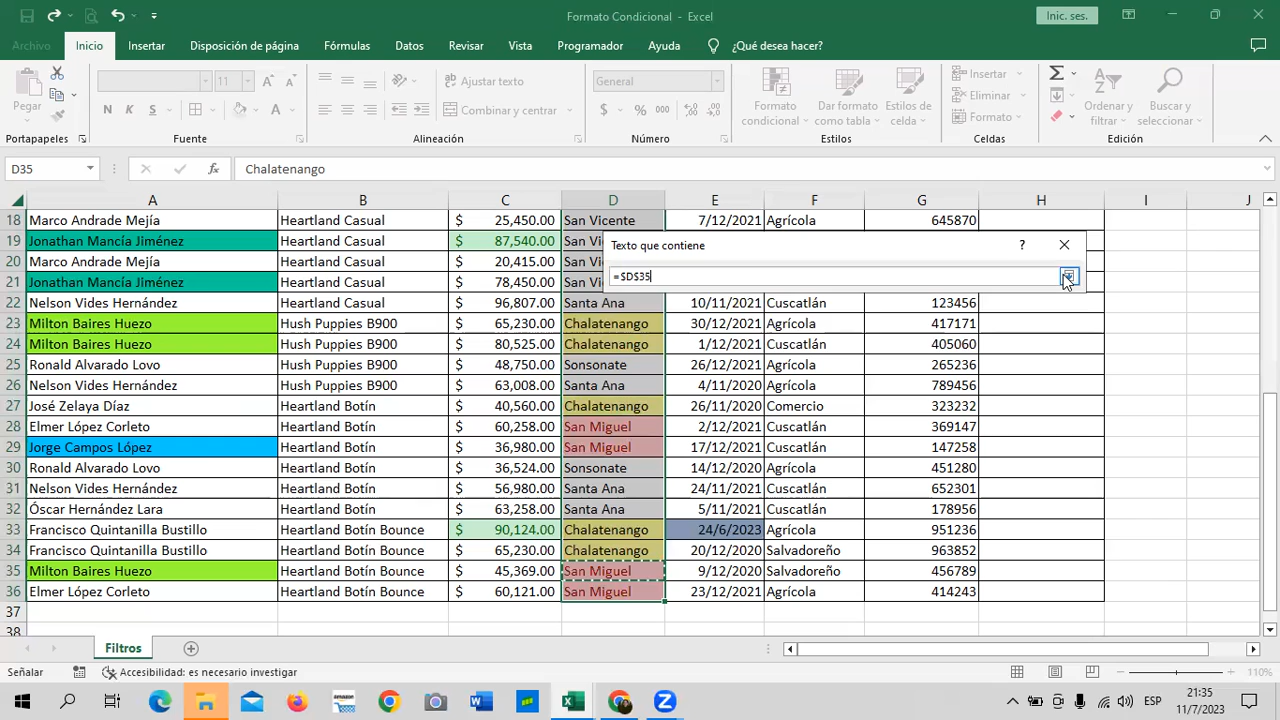 Formato Condicional - Excel
Inic. ses.
Archivo Inicio Insertar Disposición de página Fórmulas Datos Revisar Vista Programador Ayuda ¿Qué desea hacer?
Pegar
11
Ajustar texto
General
Formato condicional
Dar formato como tabla
Estilos de celda
Insertar
Eliminar
Formato
Ordenar y filtrar
Buscar y seleccionar
N K S
Combinar y centrar
$ % 000
Portapapeles Fuente Alineación Número Estilos Celdas Edición
D35 fx Chalatenango
A B C D E F G H I J
18 Marco Andrade Mejía Heartland Casual $ 25,450.00 San Vicente 7/12/2021 Agrícola 645870
19 Jonathan Mancía Jiménez Heartland Casual $ 87,540.00 San Vi
Texto que contiene ?
20 Marco Andrade Mejía Heartland Casual $ 20,415.00 San Vi
=$D$35
21 Jonathan Mancía Jiménez Heartland Casual $ 78,450.00 San Vi
22 Nelson Vides Hernández Heartland Casual $ 96,807.00 Santa Ana 10/11/2021 Cuscatlán 123456
23 Milton Baires Huezo Hush Puppies B900 $ 65,230.00 Chalatenango 30/12/2021 Agrícola 417171
24 Milton Baires Huezo Hush Puppies B900 $ 80,525.00 Chalatenango 1/12/2021 Cuscatlán 405060
25 Ronald Alvarado Lovo Hush Puppies B900 $ 48,750.00 Sonsonate 26/12/2021 Agrícola 265236
26 Nelson Vides Hernández Hush Puppies B900 $ 63,008.00 Santa Ana 4/11/2020 Agrícola 789456
27 José Zelaya Díaz Heartland Botín $ 40,560.00 Chalatenango 26/11/2020 Comercio 323232
28 Elmer López Corleto Heartland Botín $ 60,258.00 San Miguel 2/12/2021 Cuscatlán 369147
29 Jorge Campos López Heartland Botín $ 36,980.00 San Miguel 17/12/2021 Cuscatlán 147258
30 Ronald Alvarado Lovo Heartland Botín $ 36,524.00 Sonsonate 14/12/2020 Agrícola 451280
31 Nelson Vides Hernández Heartland Botín $ 56,980.00 Santa Ana 24/11/2021 Cuscatlán 652301
32 Óscar Hernández Lara Heartland Botín $ 63,258.00 Santa Ana 5/11/2021 Cuscatlán 178956
33 Francisco Quintanilla Bustillo Heartland Botín Bounce $ 90,124.00 Chalatenango 24/6/2023 Agrícola 951236
34 Francisco Quintanilla Bustillo Heartland Botín Bounce $ 65,230.00 Chalatenango 20/12/2020 Salvadoreño 963852
35 Milton Baires Huezo Heartland Botín Bounce $ 45,369.00 San Miguel 9/12/2020 Salvadoreño 456789
36 Elmer López Corleto Heartland Botín Bounce $ 60,121.00 San Miguel 23/12/2021 Agrícola 414243
37
38
Filtros
Señalar Accesibilidad: es necesario investigar 110%
ESP 21:35
11/7/2023